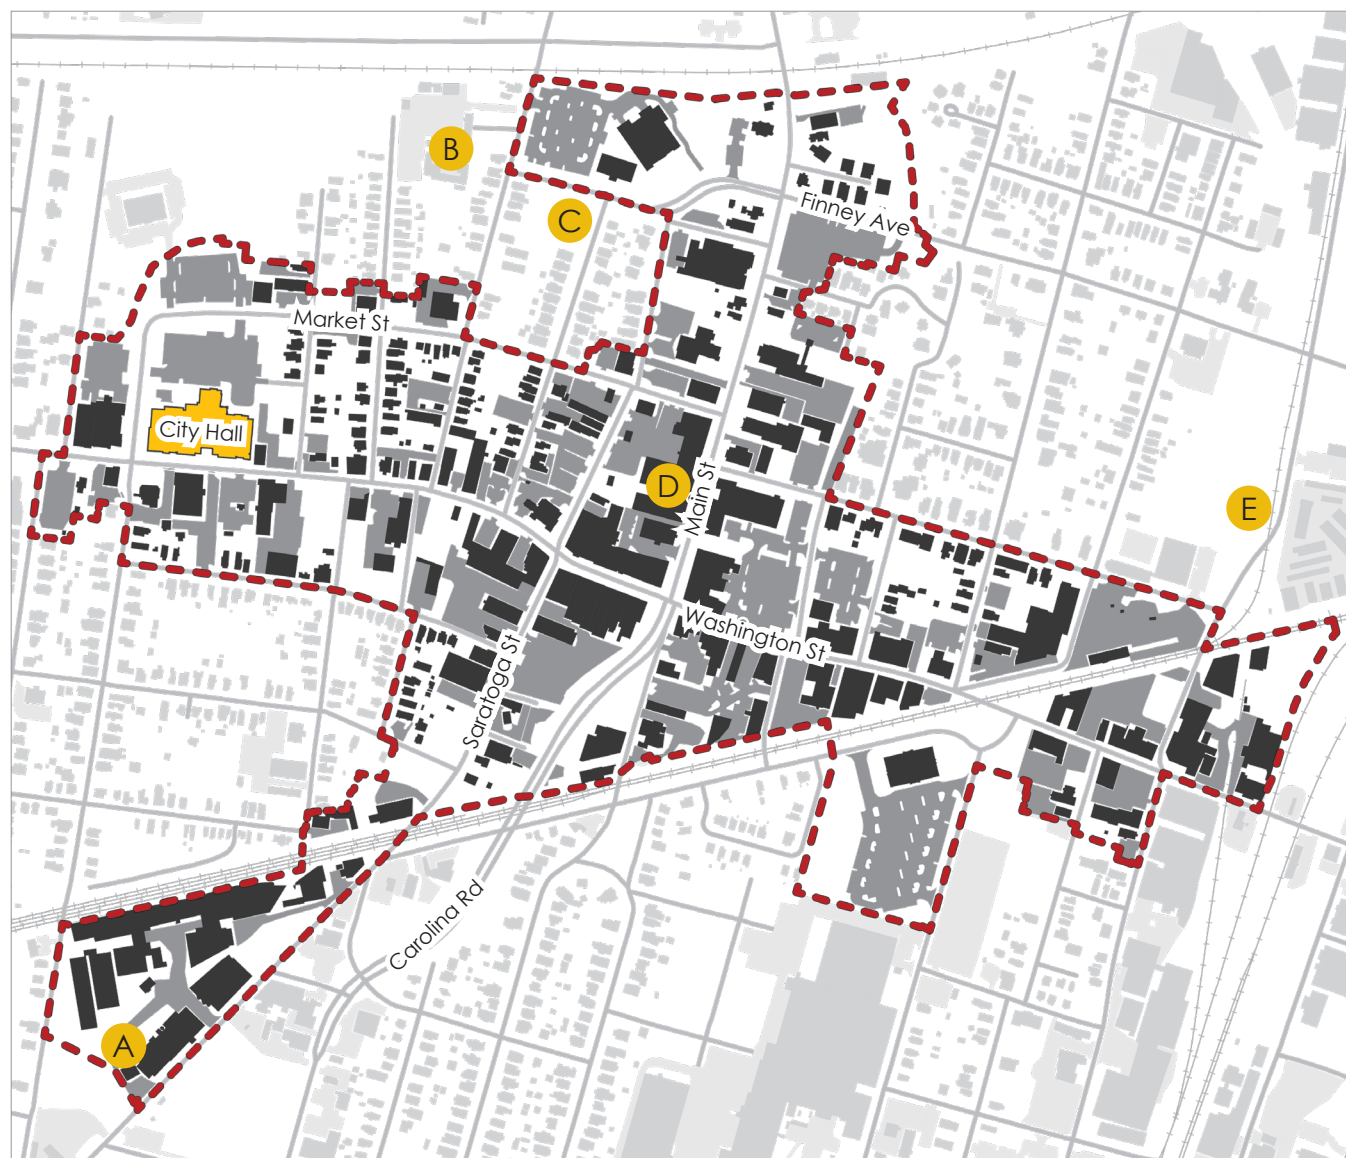 B
C
Finney Ave
Market St
City Hall
D
Main St
E
Washington St
Saratoga St
Carolina Rd
A